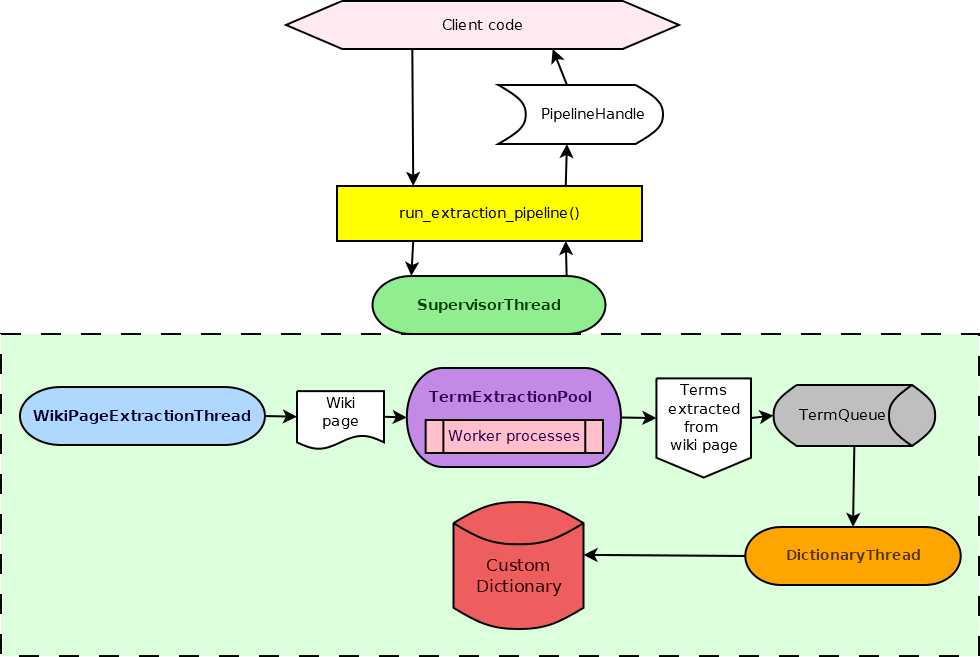 Client code
PipelineHandle
run_extraction_pipeline()
SupervisorThread
WikiPageExtractionThread
Wiki
page
TermExtractionPool
Worker processes
Terms
extracted
from
wiki page
TermQueue
DictionaryThread
Custom
Dictionary